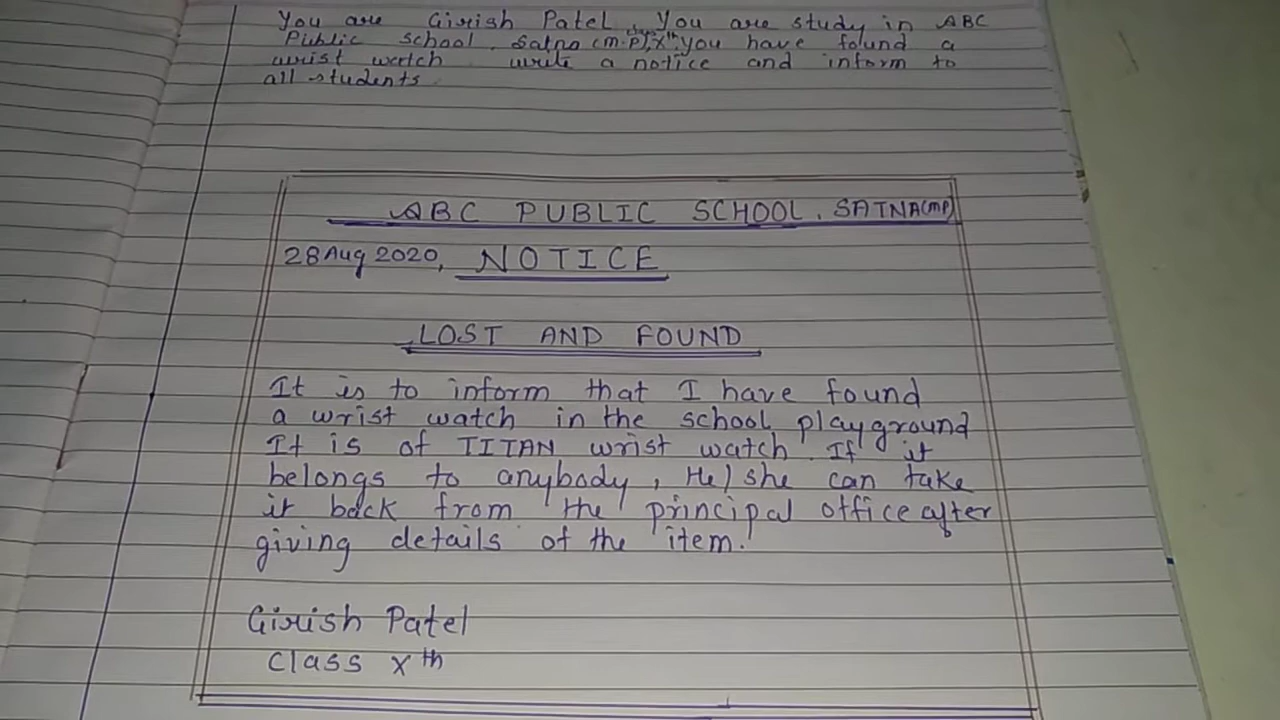 You are Girish Patel, You are study in ABC
Public school. Satna (M.P), Xth. you have found a
wrist watch write a notice and inform to
all students.
ABC PUBLIC SCHOOL. SATNA(MP)
28 Aug 2020, NOTICE
LOST AND FOUND
It is to inform that I have found
a wrist watch in the school playground
It is of TITAN wrist watch. If it
belongs to anybody, He/she can take
it back from the principal office after
giving details of the item.
Girish Patel
Class Xth